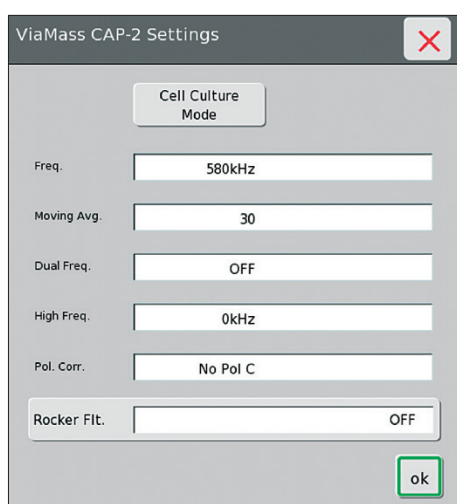 ViaMass CAP-2 Settings
Cell Culture
Mode
Freq. 580kHz
Moving Avg. 30
Dual Freq. OFF
High Freq. 0kHz
Pol. Corr. No Pol C
Rocker Flt. OFF
ok